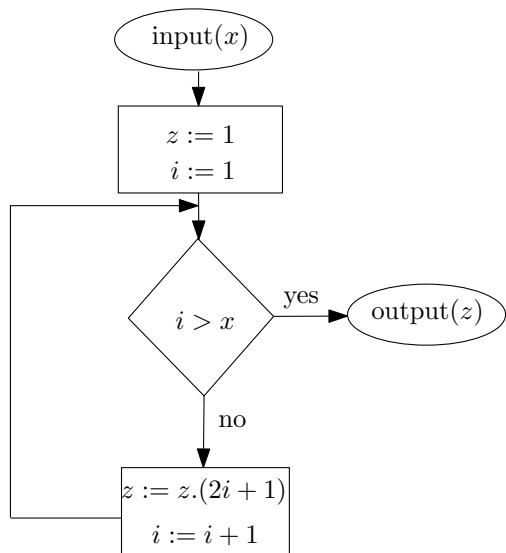 input(x)
z := 1
i := 1
i > x
yes
output(z)
no
z := z.(2i + 1)
i := i + 1